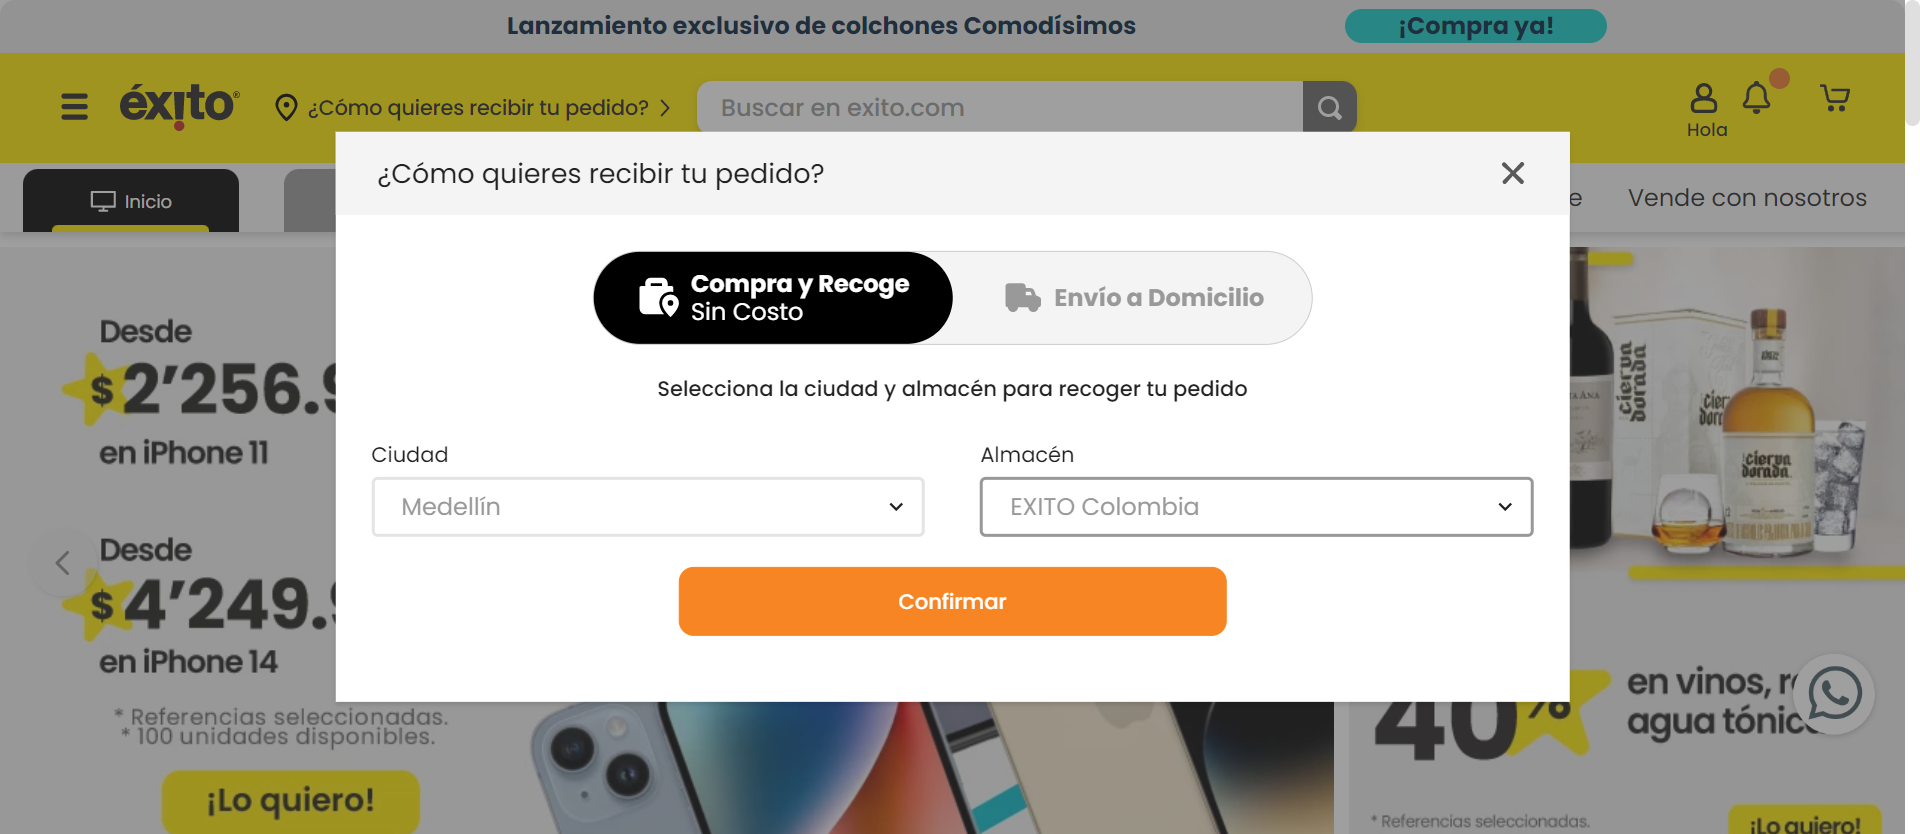 Lanzamiento exclusivo de colchones Comodísimos
¡Compra ya!
éxito®
¿Cómo quieres recibir tu pedido?
Buscar en exito.com
Hola
Inicio
Vende con nosotros
¿Cómo quieres recibir tu pedido?
Compra y Recoge
Sin Costo
Envío a Domicilio
Selecciona la ciudad y almacén para recoger tu pedido
Ciudad
Almacén
Medellín
EXITO Colombia
Confirmar
Desde
$2'256.9
en iPhone 11
Desde
$4'249.9
en iPhone 14
* Referencias seleccionadas.
* 100 unidades disponibles.
¡Lo quiero!
cierva
dorada
cierva
dorada
40%
en vinos,
agua tónic
* Referencias seleccionadas.
¡Lo quiero!